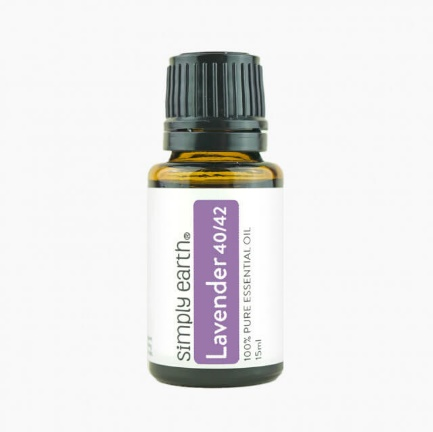 simply earth®
Lavender 40/42
100% PURE ESSENTIAL OIL
15ml